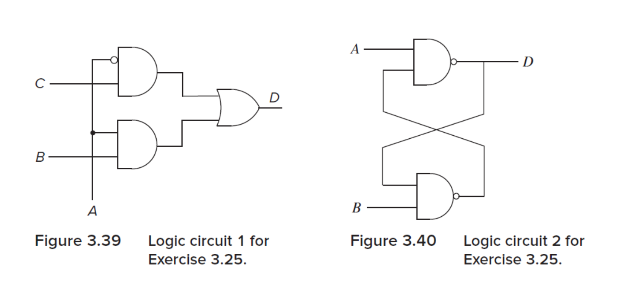 C
B
A
D
Figure 3.39 Logic circuit 1 for
Exercise 3.25.
A
D
B
Figure 3.40 Logic circuit 2 for
Exercise 3.25.